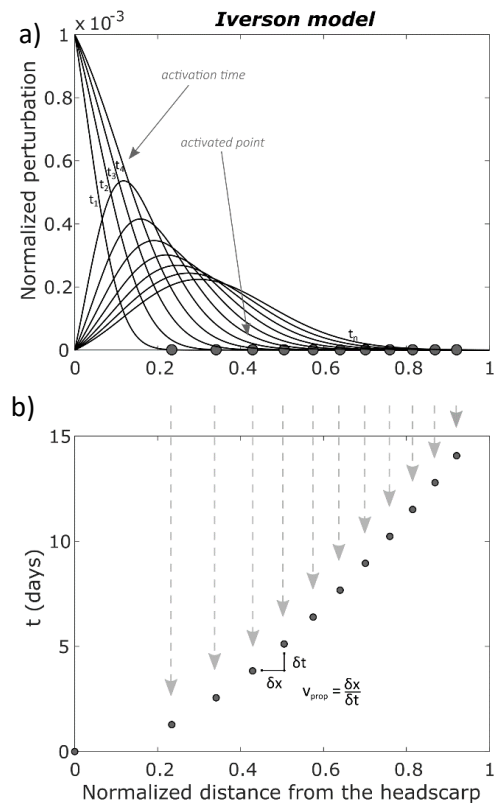 Iverson model
a)
1 x 10-3
activation time
activated point
t1
t2
t3
t4
tn
Normalized perturbation
0.8
0.6
0.4
0.2
0
0 0.2 0.4 0.6 0.8 1
b)
15
10
5
0
t (days)
δt
δx
vprop = δx/δt
0 0.2 0.4 0.6 0.8 1
Normalized distance from the headscarp